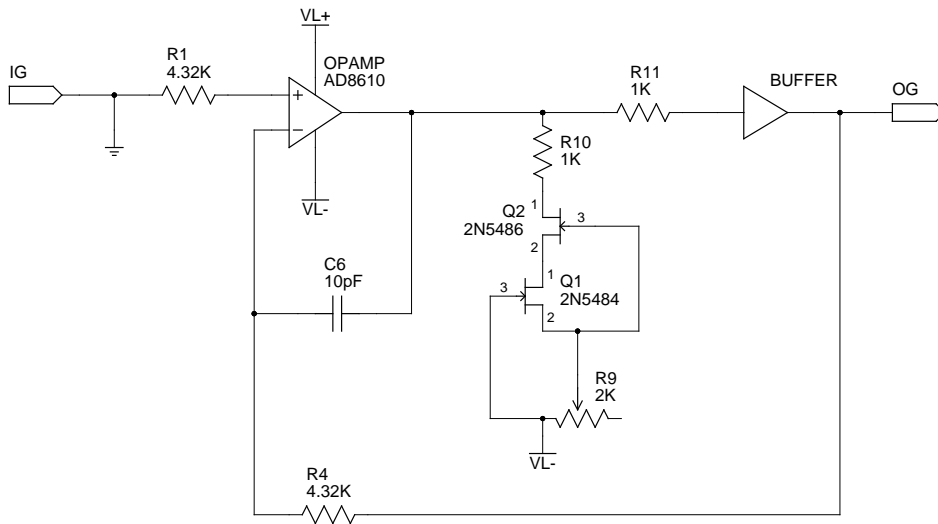 VL+
IG
R1
4.32K
OPAMP
AD8610
+
−
VL-
R11
1K
BUFFER
OG
R10
1K
1
Q2
2N5486
3
2
C6
10pF
3
1
Q1
2N5484
2
R9
2K
VL-
R4
4.32K